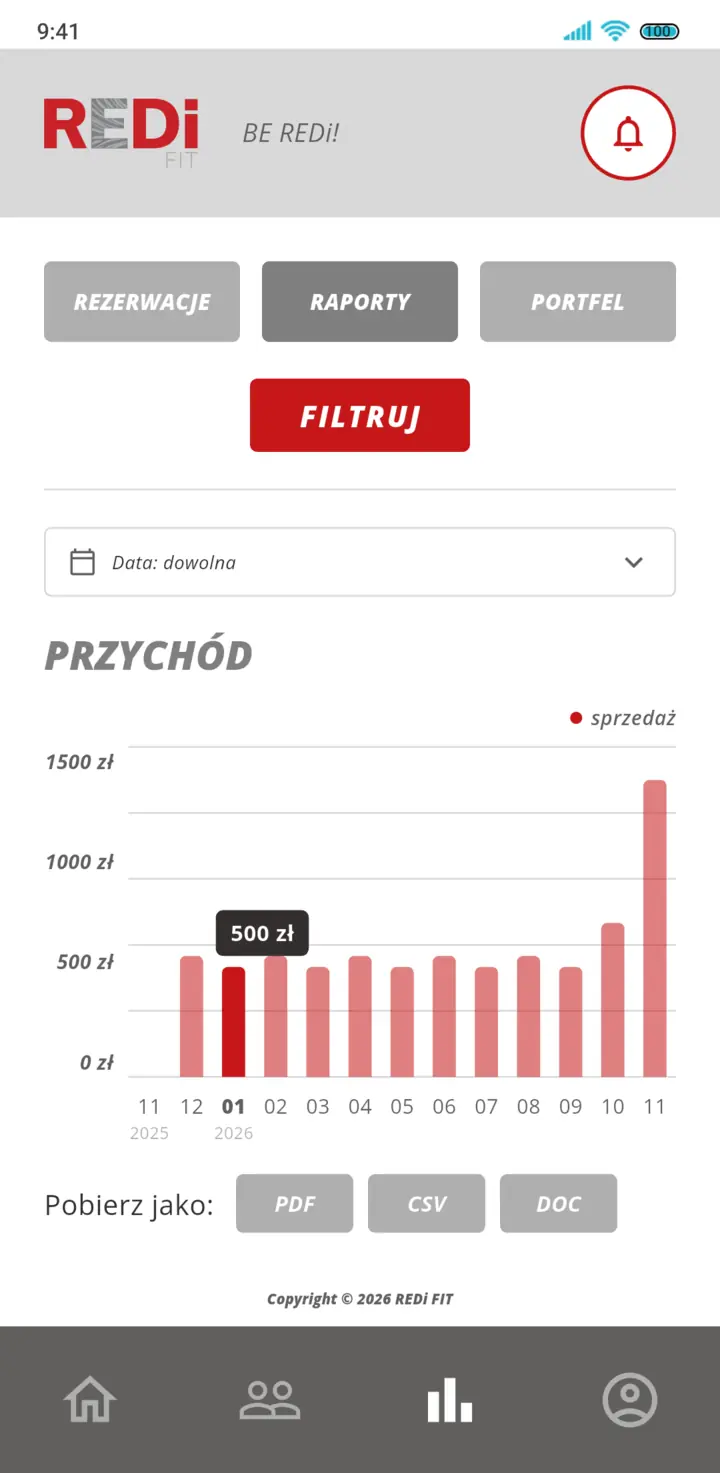 9:41
100
REDi
FIT
BE REDi!
REZERWACJE
RAPORTY
PORTFEL
FILTRUJ
Data: dowolna
PRZYCHÓD
sprzedaż
1500 zł
1000 zł
500 zł
500 zł
0 zł
11 12 01 02 03 04 05 06 07 08 09 10 11
2025 2026
Pobierz jako: PDF CSV DOC
Copyright © 2026 REDi FIT